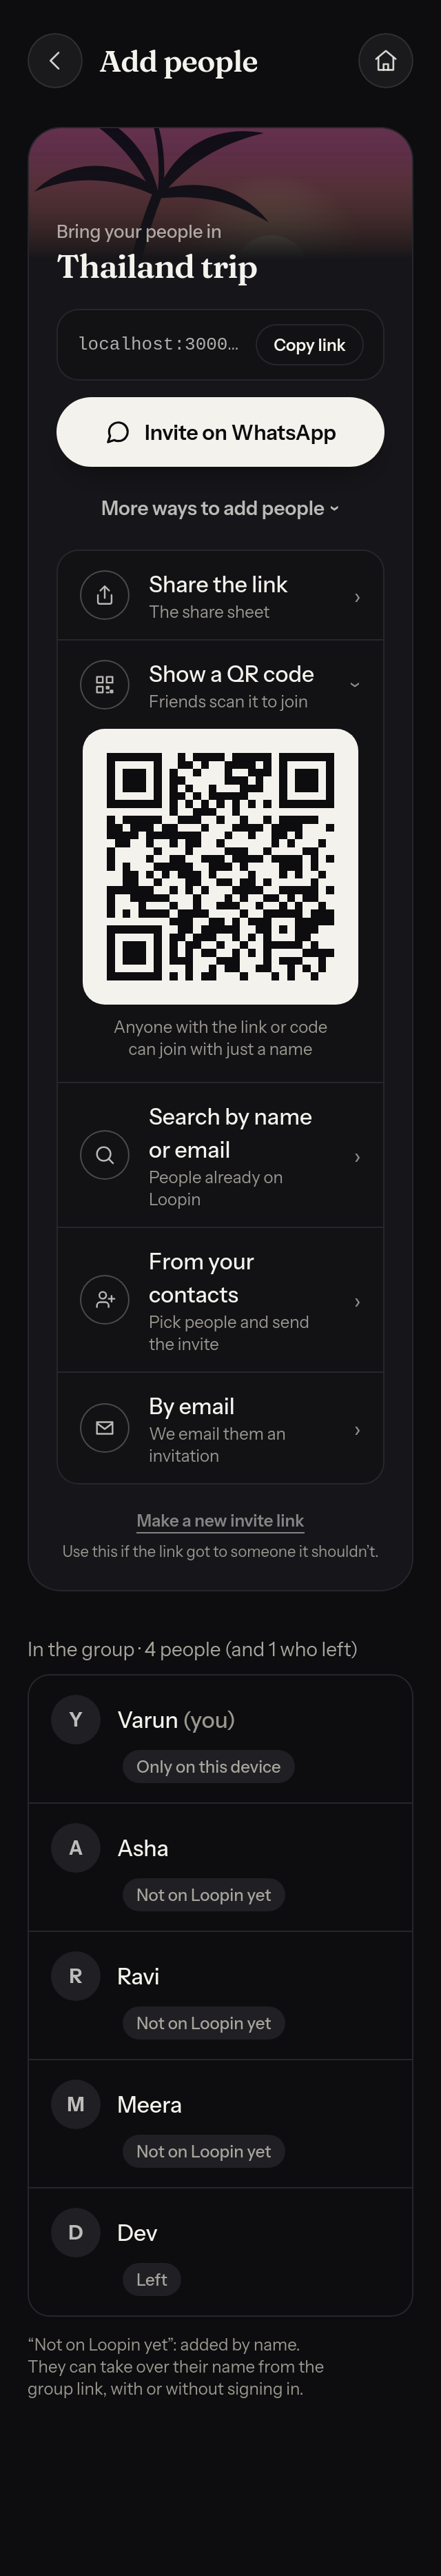 Add people
Bring your people in
Thailand trip
localhost:3000…
Copy link
Invite on WhatsApp
More ways to add people
Share the link
The share sheet
Show a QR code
Friends scan it to join
Anyone with the link or code
can join with just a name
Search by name
or email
People already on
Loopin
From your
contacts
Pick people and send
the invite
By email
We email them an
invitation
Make a new invite link
Use this if the link got to someone it shouldn’t.
In the group · 4 people (and 1 who left)
Y
Varun (you)
Only on this device
A
Asha
Not on Loopin yet
R
Ravi
Not on Loopin yet
M
Meera
Not on Loopin yet
D
Dev
Left
“Not on Loopin yet”: added by name.
They can take over their name from the
group link, with or without signing in.